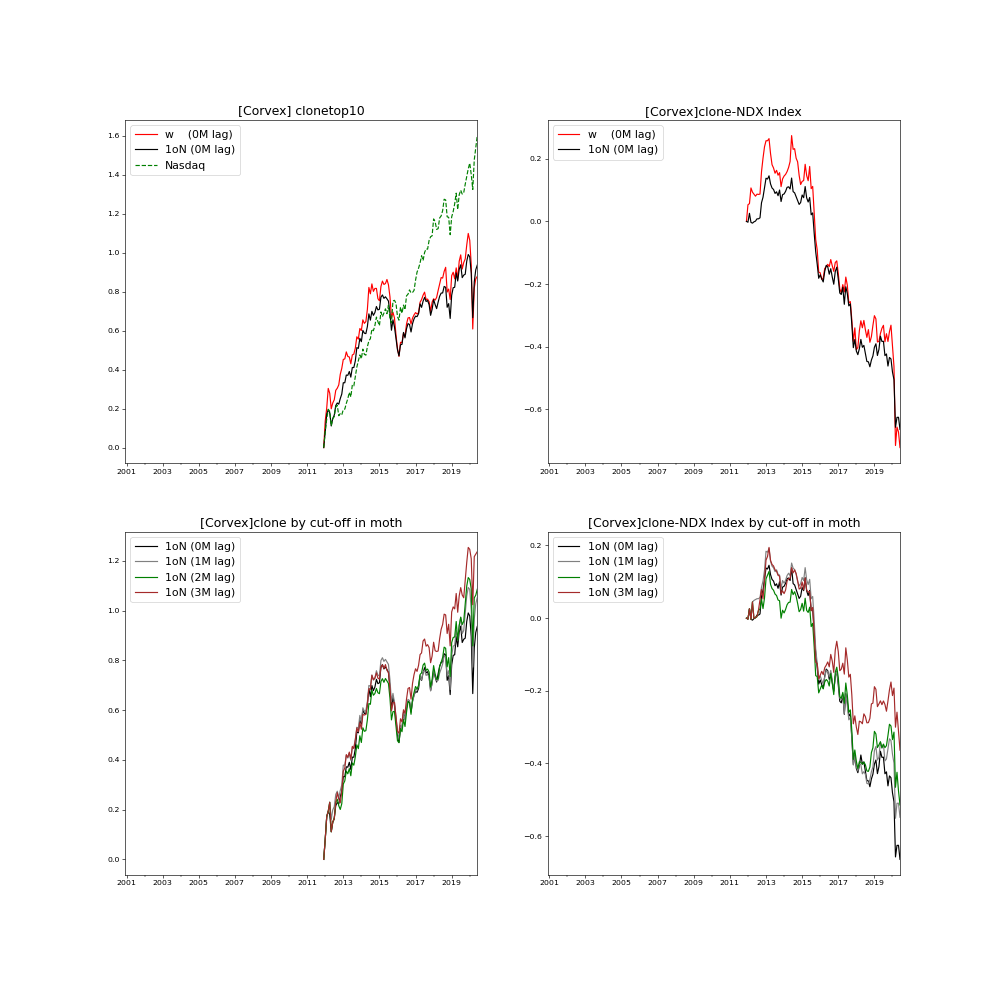 [Corvex] clonetop10
w (0M lag)
1oN (0M lag)
Nasdaq
1.6
1.4
1.2
1.0
0.8
0.6
0.4
0.2
0.0
2001 2003 2005 2007 2009 2011 2013 2015 2017 2019
[Corvex]clone-NDX Index
w (0M lag)
1oN (0M lag)
0.2
0.0
−0.2
−0.4
−0.6
2001 2003 2005 2007 2009 2011 2013 2015 2017 2019
[Corvex]clone by cut-off in moth
1oN (0M lag)
1oN (1M lag)
1oN (2M lag)
1oN (3M lag)
1.2
1.0
0.8
0.6
0.4
0.2
0.0
2001 2003 2005 2007 2009 2011 2013 2015 2017 2019
[Corvex]clone-NDX Index by cut-off in moth
1oN (0M lag)
1oN (1M lag)
1oN (2M lag)
1oN (3M lag)
0.2
0.0
−0.2
−0.4
−0.6
2001 2003 2005 2007 2009 2011 2013 2015 2017 2019